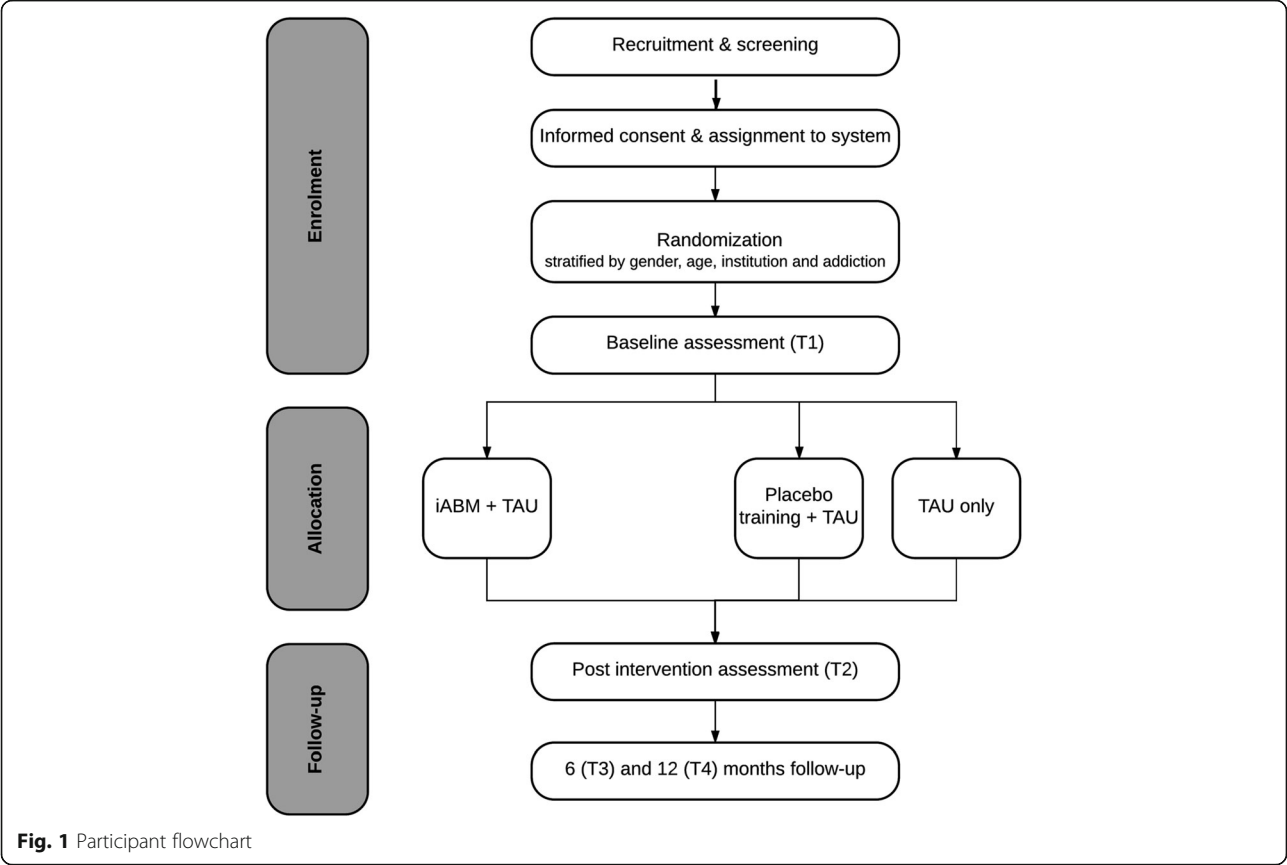 Enrolment
Recruitment & screening
Informed consent & assignment to system
Randomization
stratified by gender, age, institution and addiction
Baseline assessment (T1)
Allocation
iABM + TAU
Placebo
training + TAU
TAU only
Follow-up
Post intervention assessment (T2)
6 (T3) and 12 (T4) months follow-up
Fig. 1 Participant flowchart